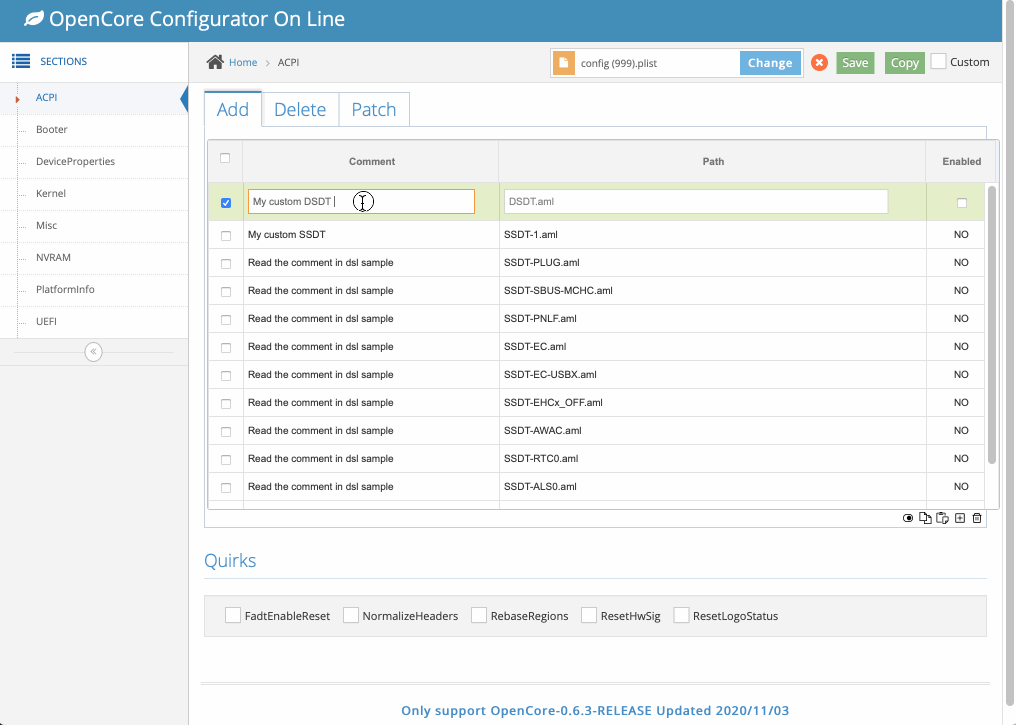 OpenCore Configurator On Line
SECTIONS
Home > ACPI
config (999).plist
Change
Save
Copy
Custom
ACPI
Booter
DeviceProperties
Kernel
Misc
NVRAM
PlatformInfo
UEFI
Add
Delete
Patch
Comment Path Enabled
My custom DSDT DSDT.aml
My custom SSDT SSDT-1.aml NO
Read the comment in dsl sample SSDT-PLUG.aml NO
Read the comment in dsl sample SSDT-SBUS-MCHC.aml NO
Read the comment in dsl sample SSDT-PNLF.aml NO
Read the comment in dsl sample SSDT-EC.aml NO
Read the comment in dsl sample SSDT-EC-USBX.aml NO
Read the comment in dsl sample SSDT-EHCx_OFF.aml NO
Read the comment in dsl sample SSDT-AWAC.aml NO
Read the comment in dsl sample SSDT-RTC0.aml NO
Read the comment in dsl sample SSDT-ALS0.aml NO
Quirks
FadtEnableReset NormalizeHeaders RebaseRegions ResetHwSig ResetLogoStatus
Only support OpenCore-0.6.3-RELEASE Updated 2020/11/03